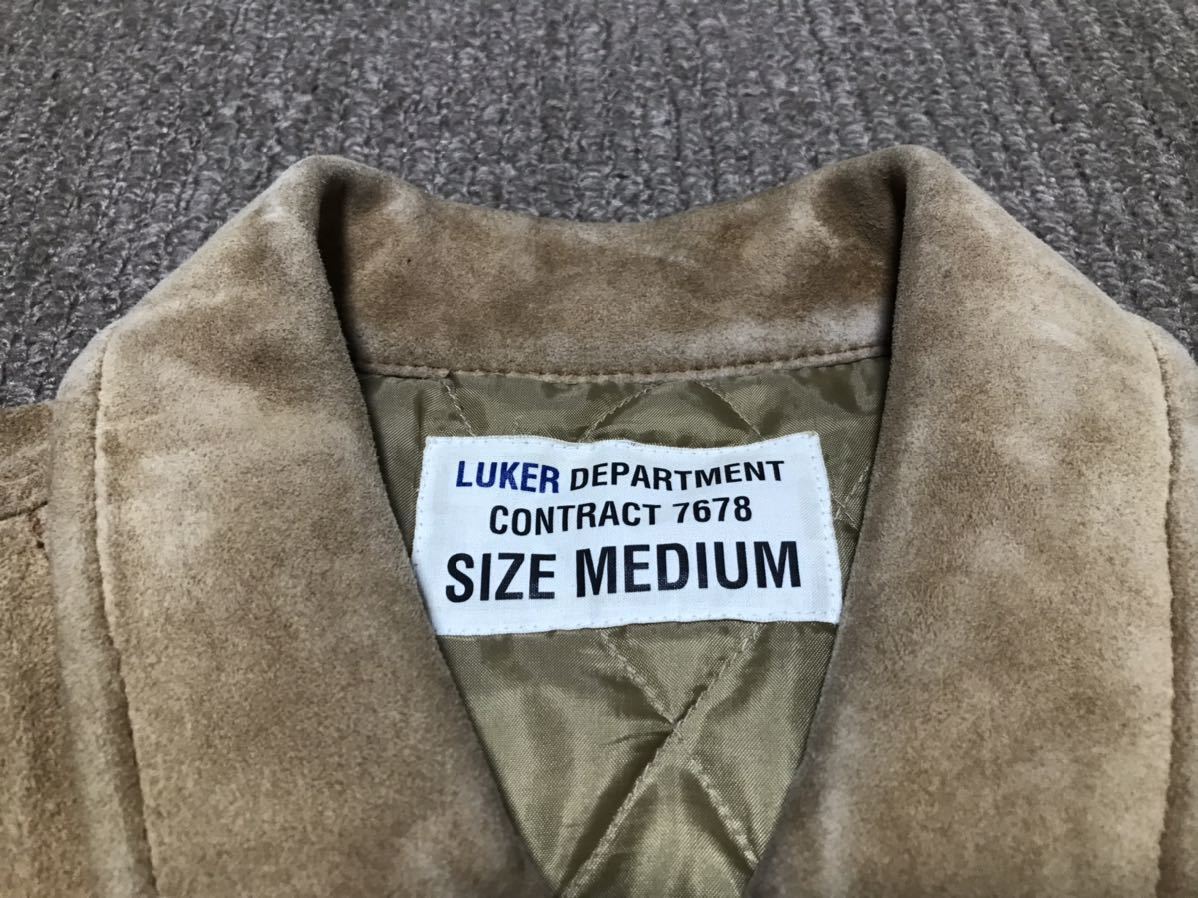 LUKER DEPARTMENT
CONTRACT 7678
SIZE MEDIUM